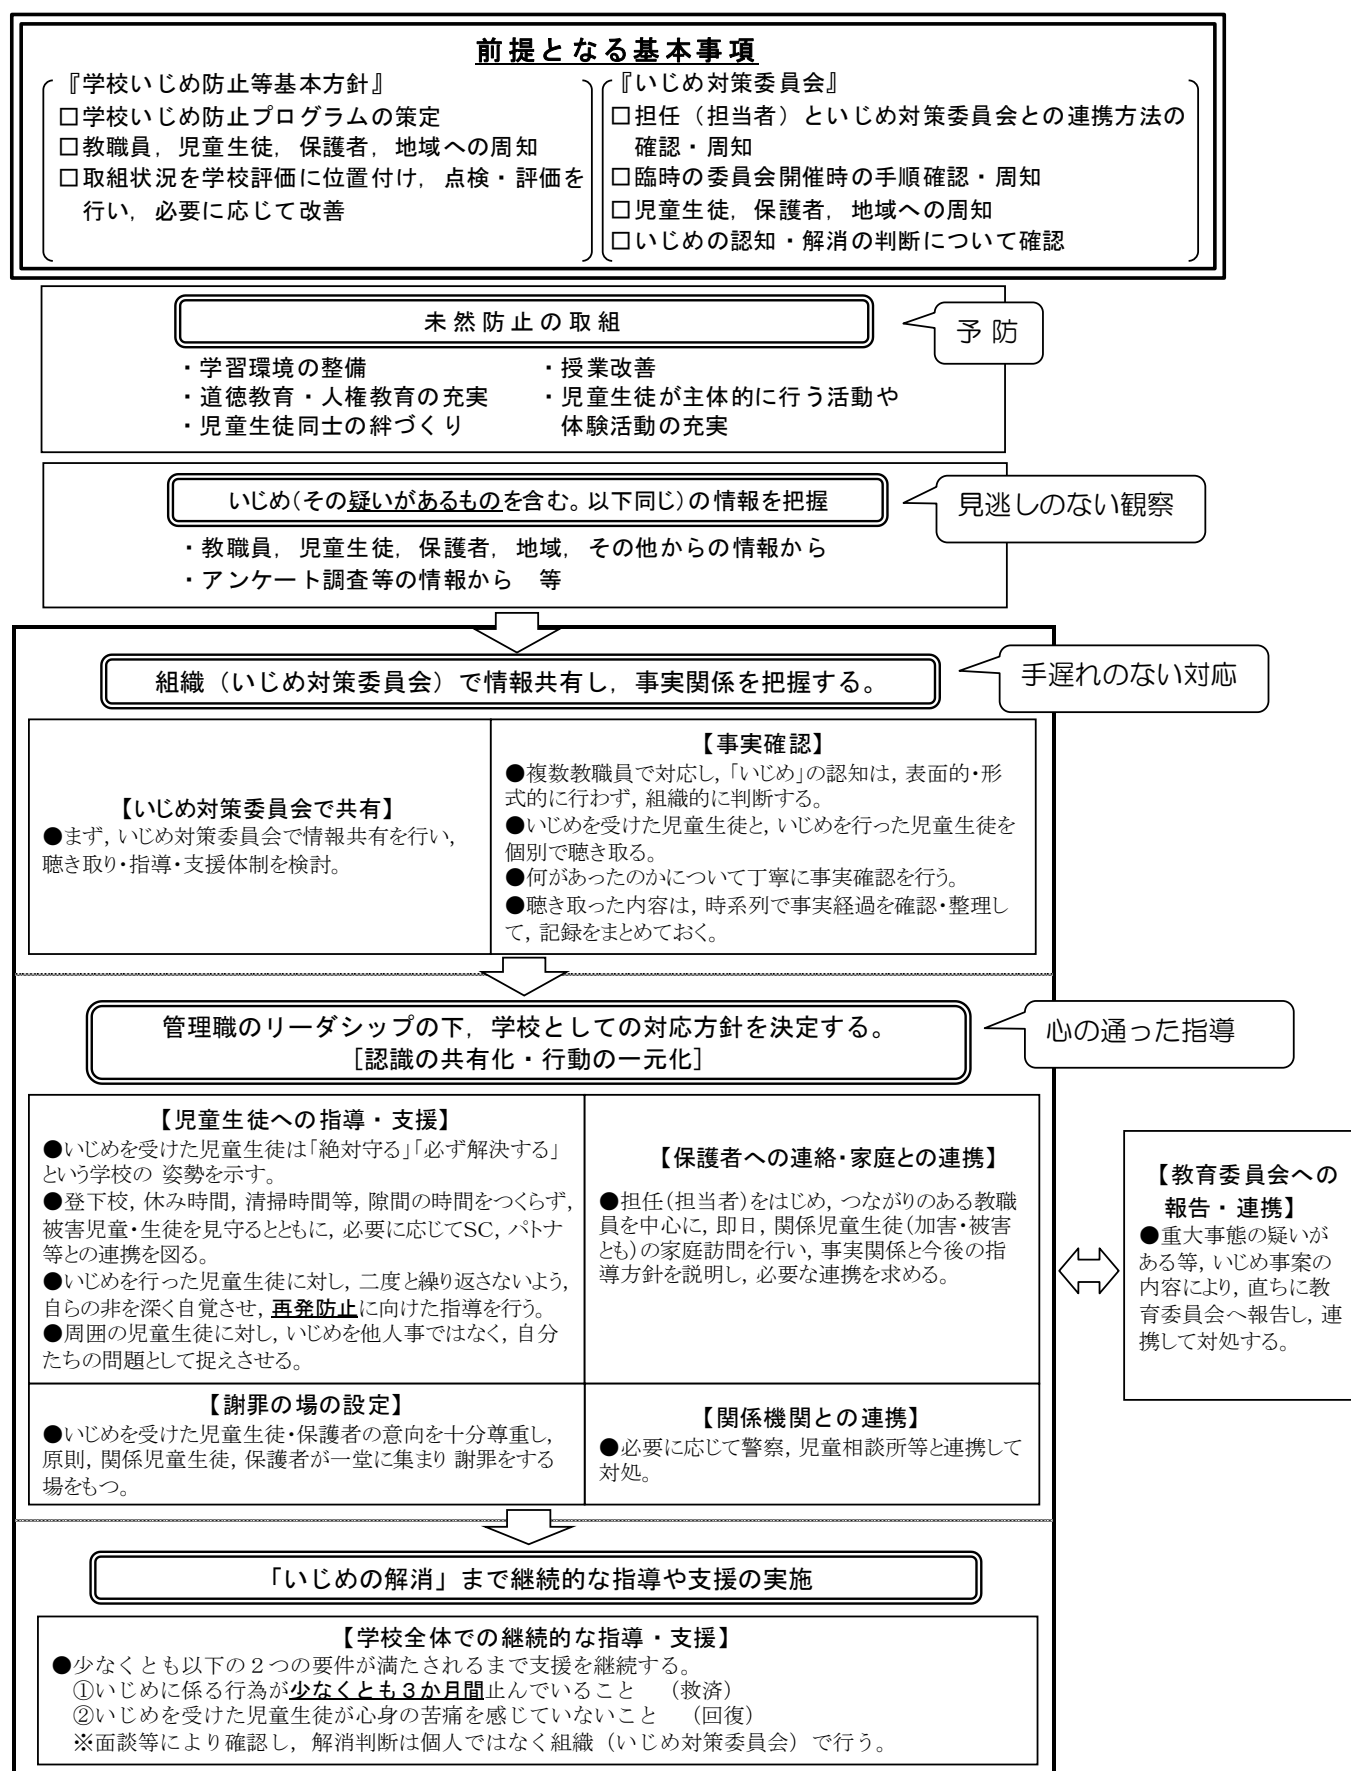 前提となる基本事項
『学校いじめ防止等基本方針』
□学校いじめ防止プログラムの策定
□教職員，児童生徒，保護者，地域への周知
□取組状況を学校評価に位置付け，点検・評価を
行い，必要に応じて改善
『いじめ対策委員会』
□担任（担当者）といじめ対策委員会との連携方法の
確認・周知
□臨時の委員会開催時の手順確認・周知
□児童生徒，保護者，地域への周知
□いじめの認知・解消の判断について確認
未然防止の取組
予防
・学習環境の整備
・道徳教育・人権教育の充実
・児童生徒同士の絆づくり
・授業改善
・児童生徒が主体的に行う活動や
体験活動の充実
いじめ（その疑いがあるものを含む。以下同じ）の情報を把握
見逃しのない観察
・教職員，児童生徒，保護者，地域，その他からの情報から
・アンケート調査等の情報から　等
組織（いじめ対策委員会）で情報共有し，事実関係を把握する。
手遅れのない対応
【いじめ対策委員会で共有】
●まず，いじめ対策委員会で情報共有を行い，
聴き取り・指導・支援体制を検討。
【事実確認】
●複数教職員で対応し，「いじめ」の認知は，表面的・形
式的に行わず，組織的に判断する。
●いじめを受けた児童生徒と，いじめを行った児童生徒を
個別で聴き取る。
●何があったのかについて丁寧に事実確認を行う。
●聴き取った内容は，時系列で事実経過を確認・整理し
て，記録をまとめておく。
管理職のリーダシップの下，学校としての対応方針を決定する。
［認識の共有化・行動の一元化］
心の通った指導
【児童生徒への指導・支援】
●いじめを受けた児童生徒は「絶対守る」「必ず解決する」
という学校の 姿勢を示す。
●登下校，休み時間，清掃時間等，隙間の時間をつくらず，
被害児童・生徒を見守るとともに，必要に応じてSC，パトナ
等との連携を図る。
●いじめを行った児童生徒に対し，二度と繰り返さないよう，
自らの非を深く自覚させ，再発防止に向けた指導を行う。
●周囲の児童生徒に対し，いじめを他人事ではなく，自分
たちの問題として捉えさせる。
【保護者への連絡・家庭との連携】
●担任（担当者）をはじめ，つながりのある教職
員を中心に，即日，関係児童生徒（加害・被害
とも）の家庭訪問を行い，事実関係と今後の指
導方針を説明し，必要な連携を求める。
【教育委員会への
報告・連携】
●重大事態の疑いが
ある等，いじめ事案の
内容により，直ちに教
育委員会へ報告し，連
携して対処する。
【謝罪の場の設定】
●いじめを受けた児童生徒・保護者の意向を十分尊重し，
原則，関係児童生徒，保護者が一堂に集まり 謝罪をする
場をもつ。
【関係機関との連携】
●必要に応じて警察，児童相談所等と連携して
対処。
「いじめの解消」まで継続的な指導や支援の実施
【学校全体での継続的な指導・支援】
●少なくとも以下の２つの要件が満たされるまで支援を継続する。
①いじめに係る行為が少なくとも３か月間止んでいること　（救済）
②いじめを受けた児童生徒が心身の苦痛を感じていないこと　（回復）
※面談等により確認し，解消判断は個人ではなく組織（いじめ対策委員会）で行う。